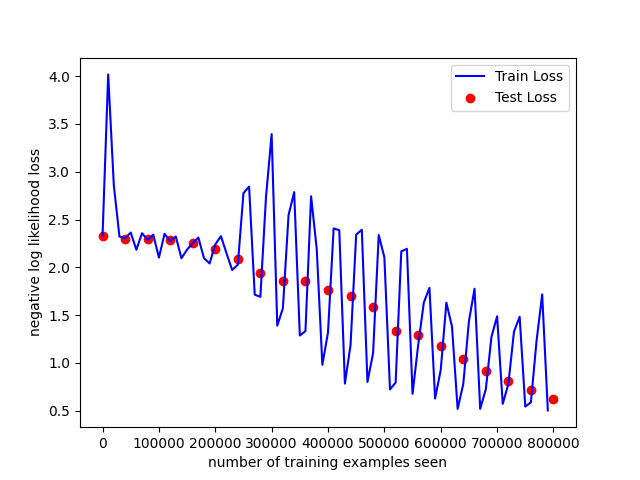 Train Loss
Test Loss
negative log likelihood loss
4.0
3.5
3.0
2.5
2.0
1.5
1.0
0.5
0 100000 200000 300000 400000 500000 600000 700000 800000
number of training examples seen